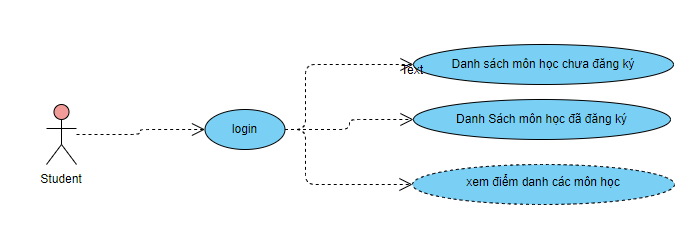 Danh sách môn học chưa đăng ký
Text
Danh Sách môn học đã đăng ký
login
Student
xem điểm danh các môn học